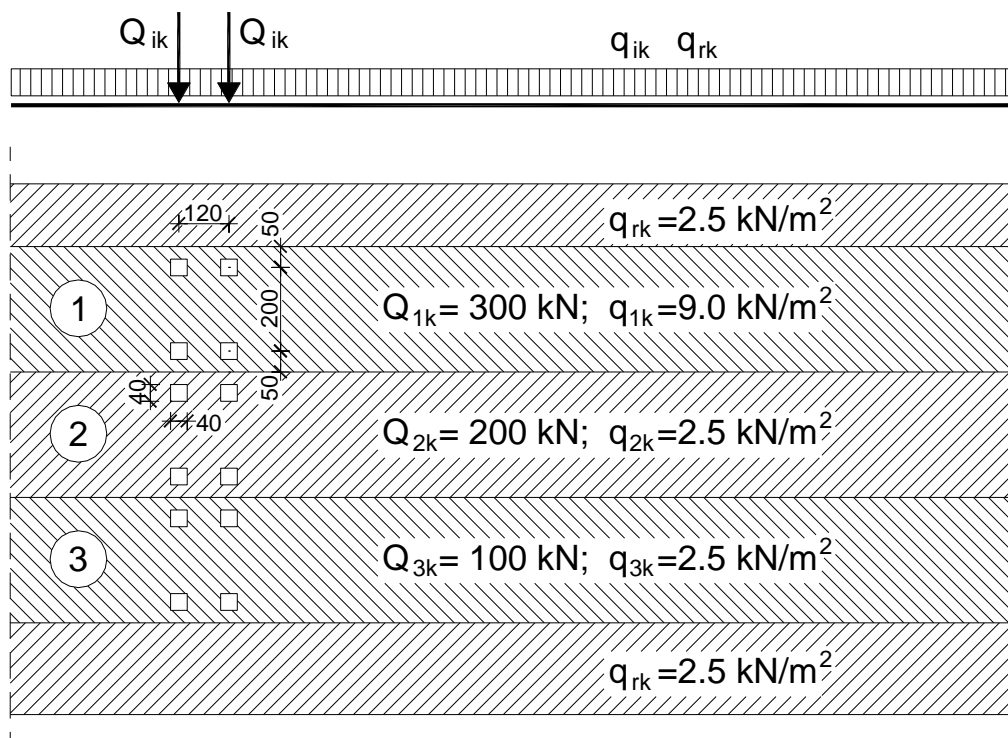 Q ik Q ik q ik q rk
q rk =2.5 kN/m²
120
50
1
Q 1k = 300 kN; q 1k =9.0 kN/m²
200
50
40
40
2
Q 2k = 200 kN; q 2k =2.5 kN/m²
3
Q 3k = 100 kN; q 3k =2.5 kN/m²
q rk =2.5 kN/m²